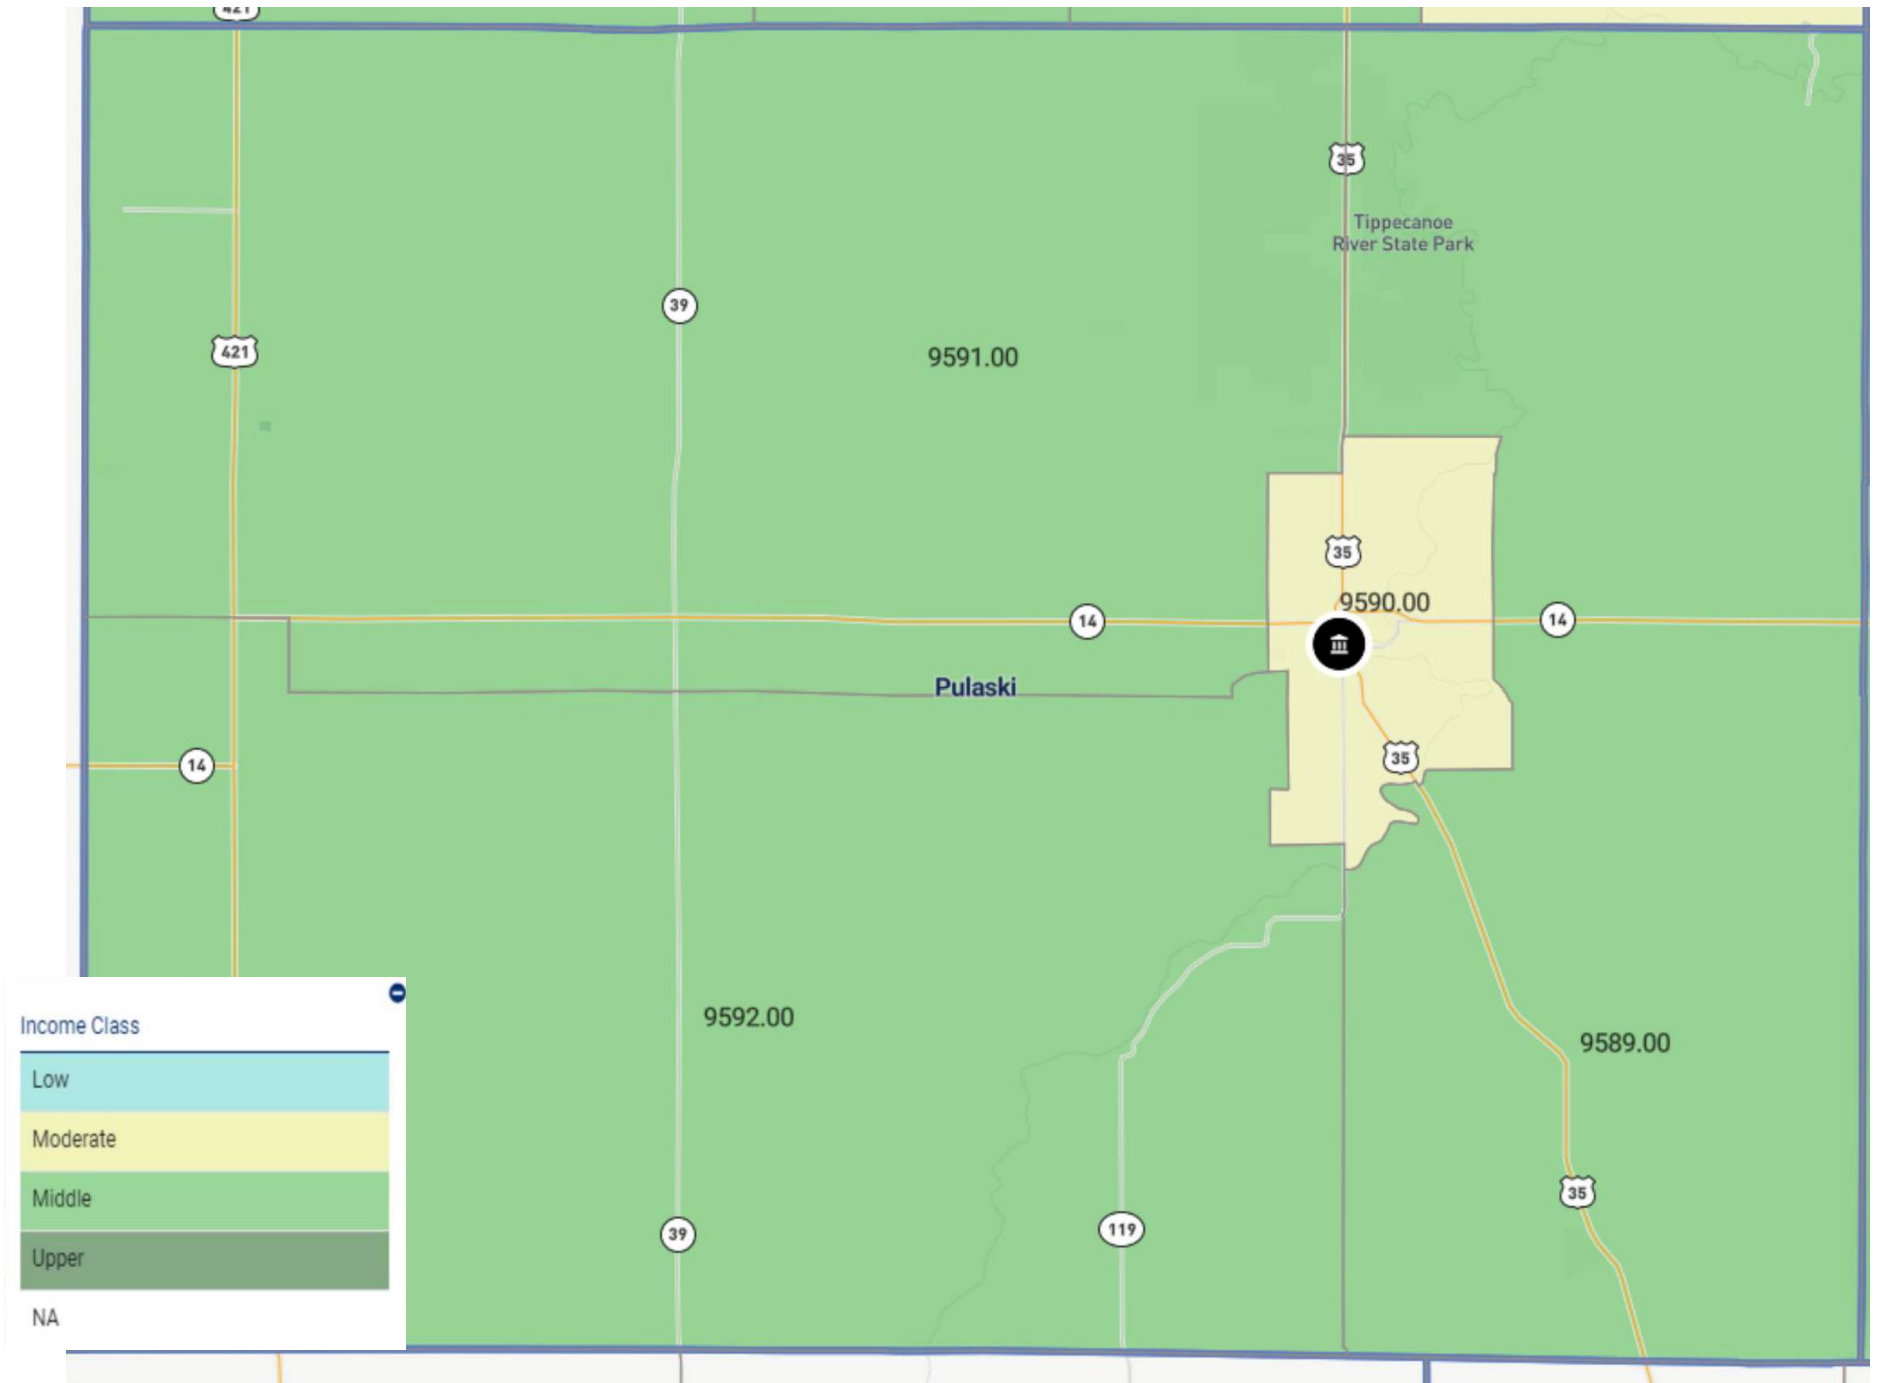 421
35
Tippecanoe
River State Park
39
421
9591.00
35
9590.00
14
14
Pulaski
14
35
9592.00
9589.00
35
39
119
Income Class
Low
Moderate
Middle
Upper
NA